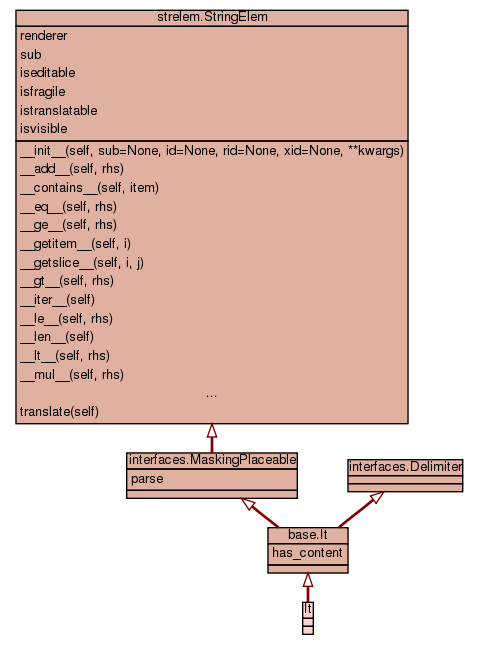 strelem.StringElem
renderer
sub
iseditable
isfragile
istranslatable
isvisible
__init__(self, sub=None, id=None, rid=None, xid=None, **kwargs)
__add__(self, rhs)
__contains__(self, item)
__eq__(self, rhs)
__ge__(self, rhs)
__getitem__(self, i)
__getslice__(self, i, j)
__gt__(self, rhs)
__iter__(self)
__le__(self, rhs)
__len__(self)
__lt__(self, rhs)
__mul__(self, rhs)
...
translate(self)
interfaces.MaskingPlaceable
parse
interfaces.Delimiter
base.It
has_content
It